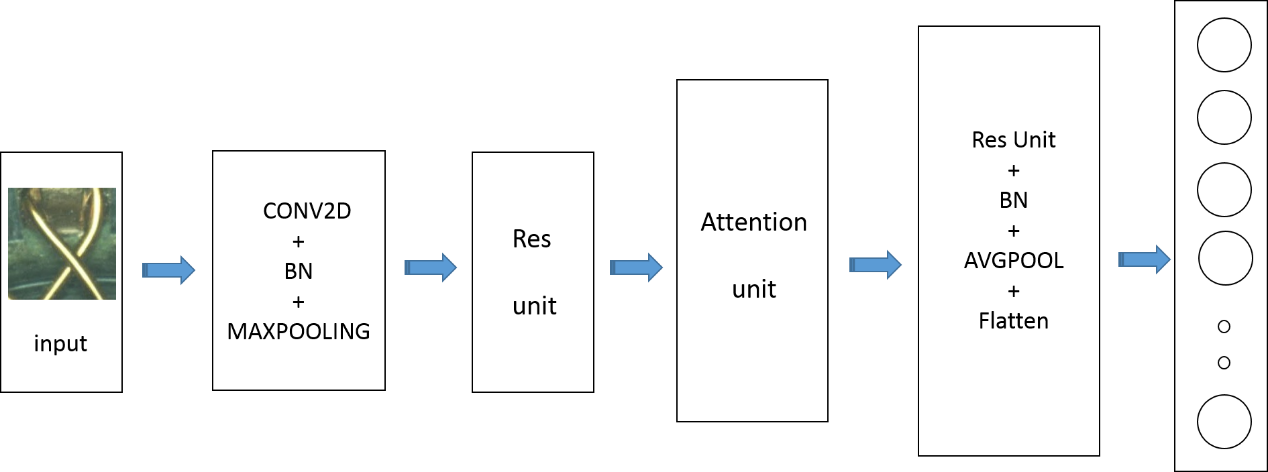 input
CONV2D
+
BN
+
MAXPOOLING
Res
unit
Attention
unit
Res Unit
+
BN
+
AVGPOOL
+
Flatten